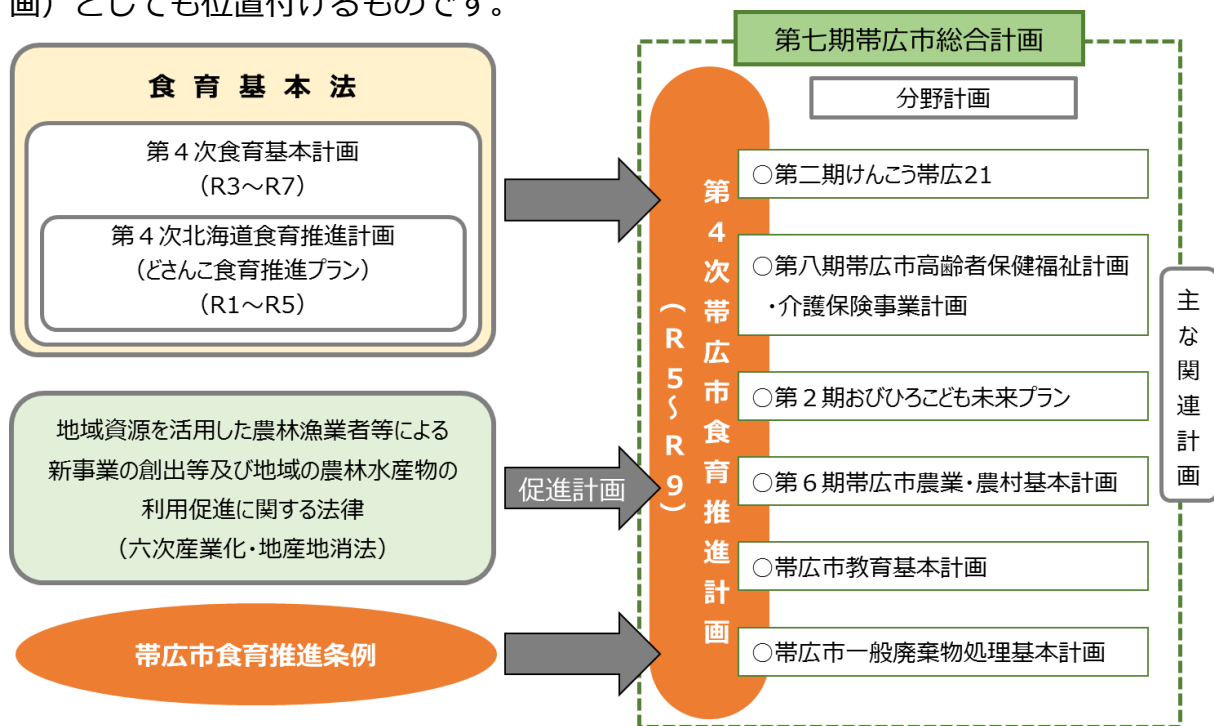 画）としても位置付けるものです。
食育基本法
第４次食育基本計画
（R3～R7）
第４次北海道食育推進計画
（どさんこ食育推進プラン）
（R1～R5）
地域資源を活用した農林漁業者等による
新事業の創出等及び地域の農林水産物の
利用促進に関する法律
（六次産業化・地産地消法）
帯広市食育推進条例
促進計画
第４次帯広市食育推進計画
（R5～R9）
第七期帯広市総合計画
分野計画
○第二期けんこう帯広21
○第八期帯広市高齢者保健福祉計画
・介護保険事業計画
○第２期おびひろこども未来プラン
○第６期帯広市農業・農村基本計画
○帯広市教育基本計画
○帯広市一般廃棄物処理基本計画
主な関連計画